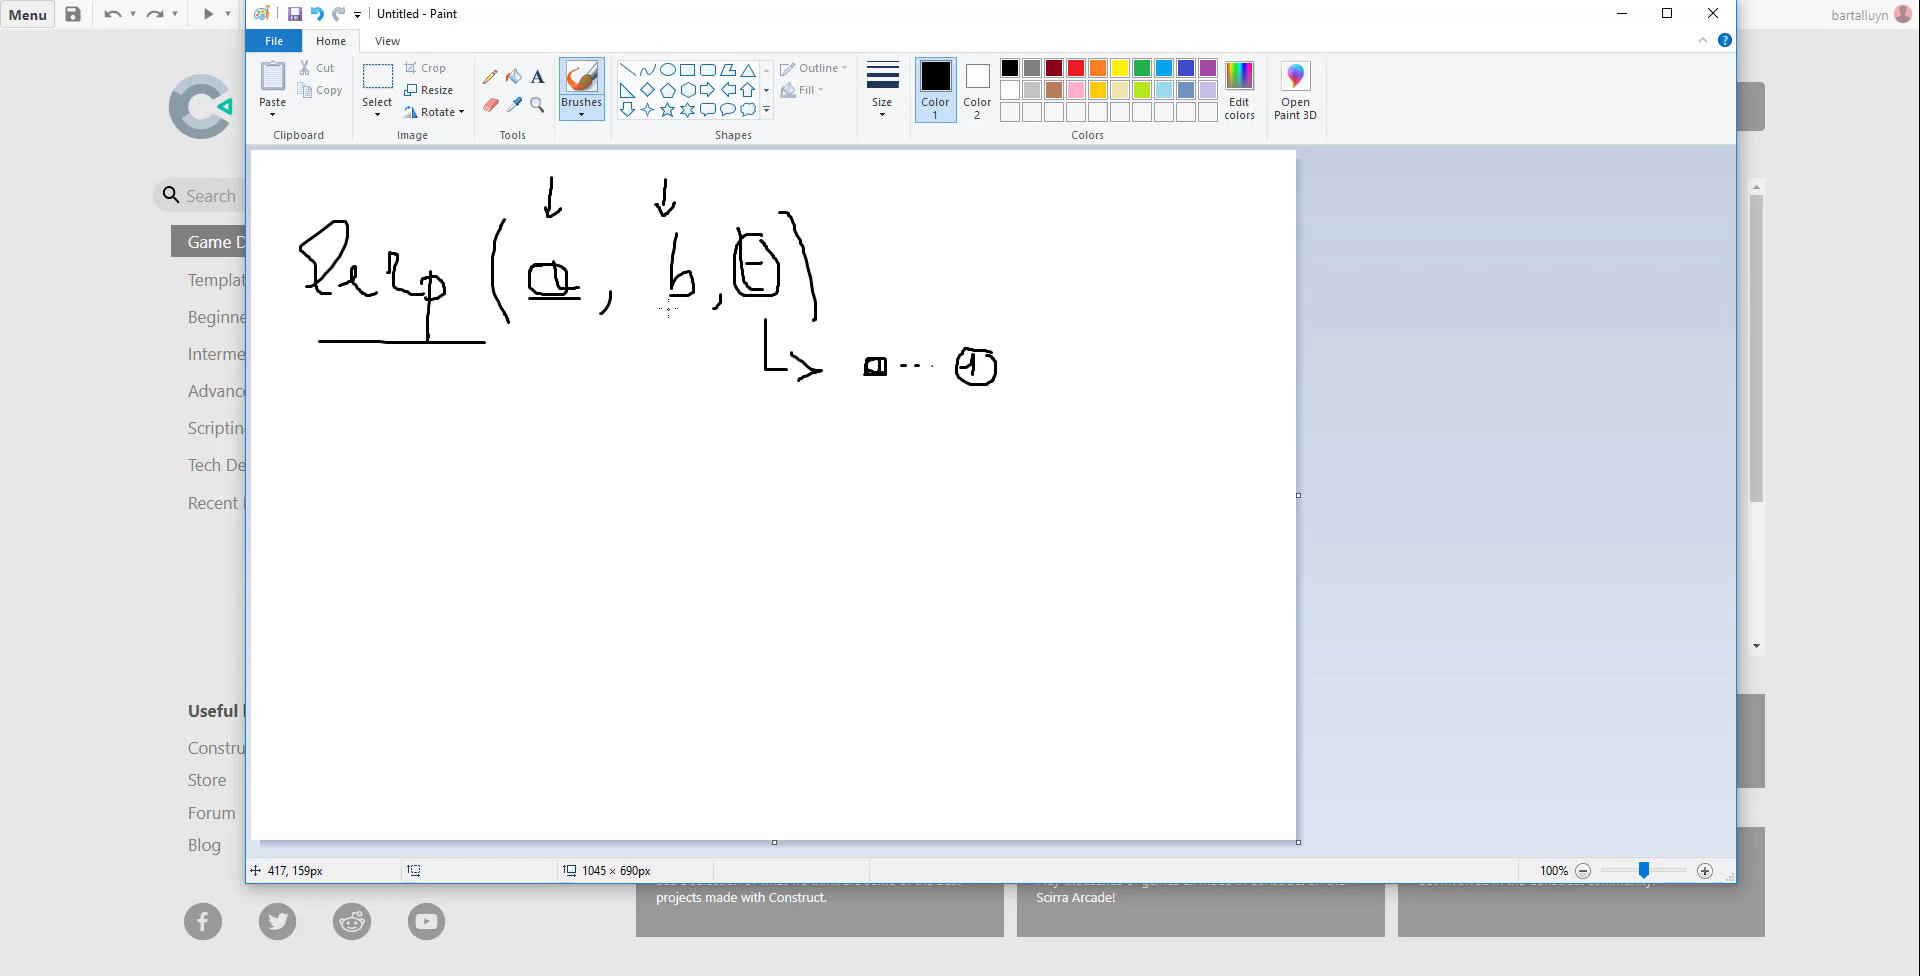 Menu
Untitled - Paint
bartalluyn
File Home View
Paste
Cut
Copy
Clipboard
Select
Crop
Resize
Rotate
Image
A
Tools
Brushes
Shapes
Outline
Fill
Size
Color 1
Color 2
Edit colors
Open Paint 3D
Colors
Search
Game D
Templat
Beginne
Interme
Advanc
Scriptin
Tech De
Recent
lerp (a, b, t)
0 ... 1
Useful
Constru
Store
Forum
Blog
projects made with Construct.
Scirra Arcade!
417, 159px
1045 × 690px
100%